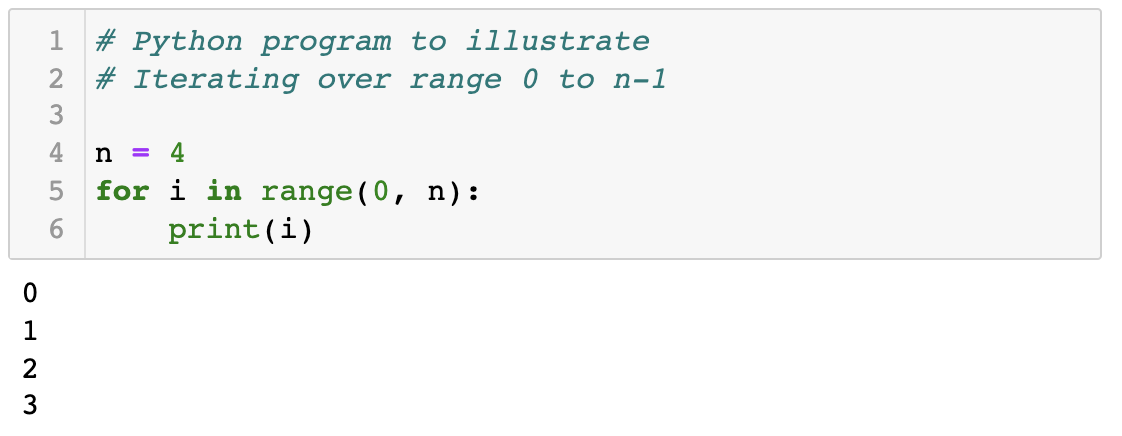 1 # Python program to illustrate
2 # Iterating over range 0 to n-1
3
4 n = 4
5 for i in range(0, n):
6     print(i)
0
1
2
3